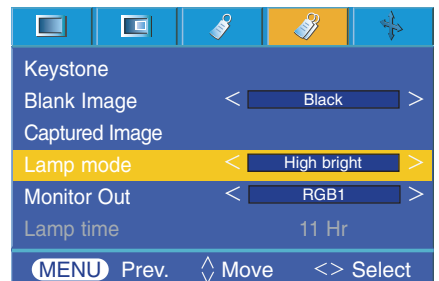 Keystone
Blank Image < Black >
Captured Image
Lamp mode < High bright >
Monitor Out < RGB1 >
Lamp time 11 Hr
MENU Prev. Move <> Select